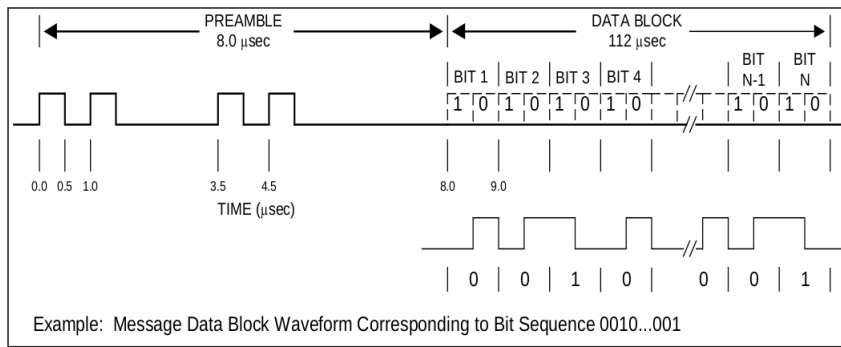 PREAMBLE
8.0 μsec
DATA BLOCK
112 μsec
BIT 1 BIT 2 BIT 3 BIT 4 BIT N-1 BIT N
1 0 1 0 1 0 1 0 1 0 1 0
0.0 0.5 1.0 3.5 4.5 8.0 9.0
TIME (μsec)
0 0 1 0 0 0 1
Example: Message Data Block Waveform Corresponding to Bit Sequence 0010...001